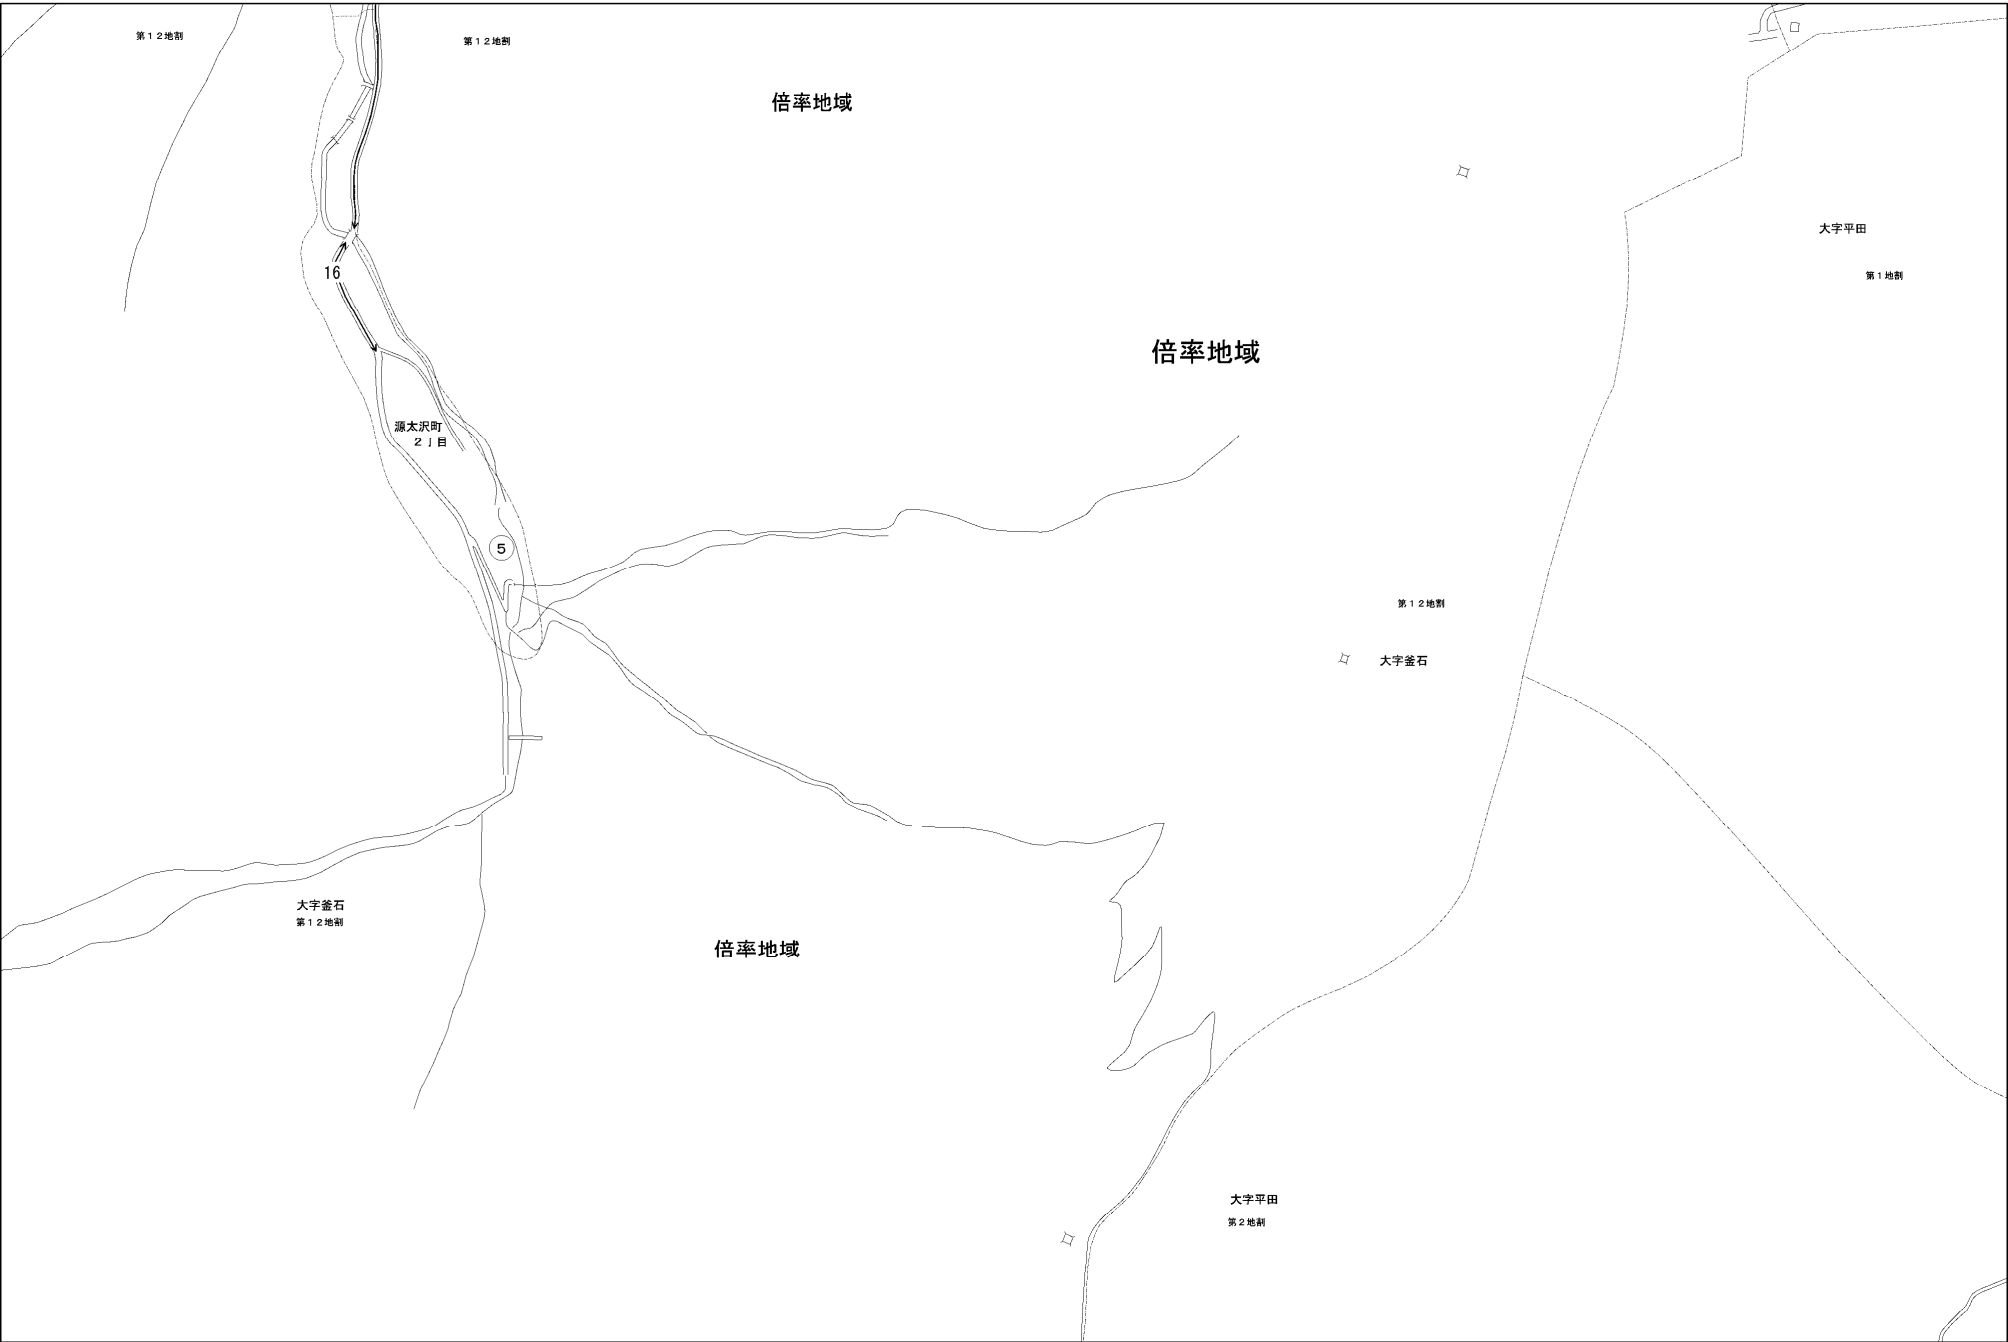 第１２地割
第１２地割
倍率地域
大字平田
第１地割
16
倍率地域
源太沢町
２丁目
5
第１２地割
大字釜石
大字釜石
第１２地割
倍率地域
大字平田
第２地割